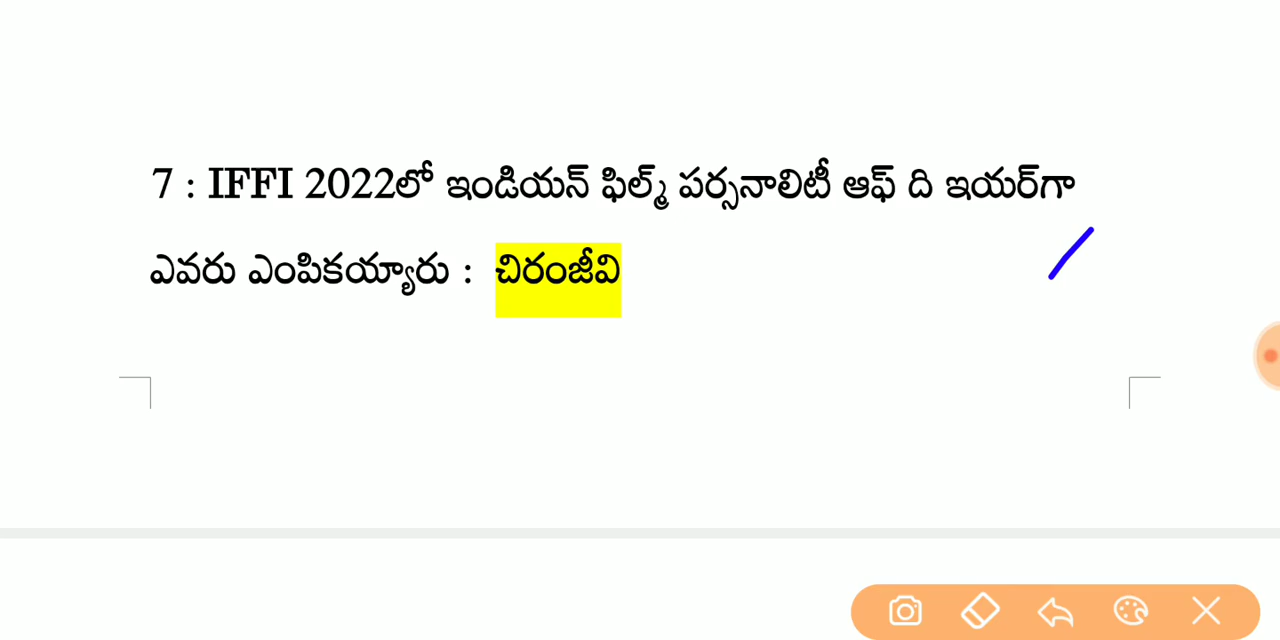 7 : IFFI 2022లో ఇండియన్ ఫిల్మ్ పర్సనాలిటీ ఆఫ్ ది ఇయర్‌గా
ఎవరు ఎంపికయ్యారు : చిరంజీవి